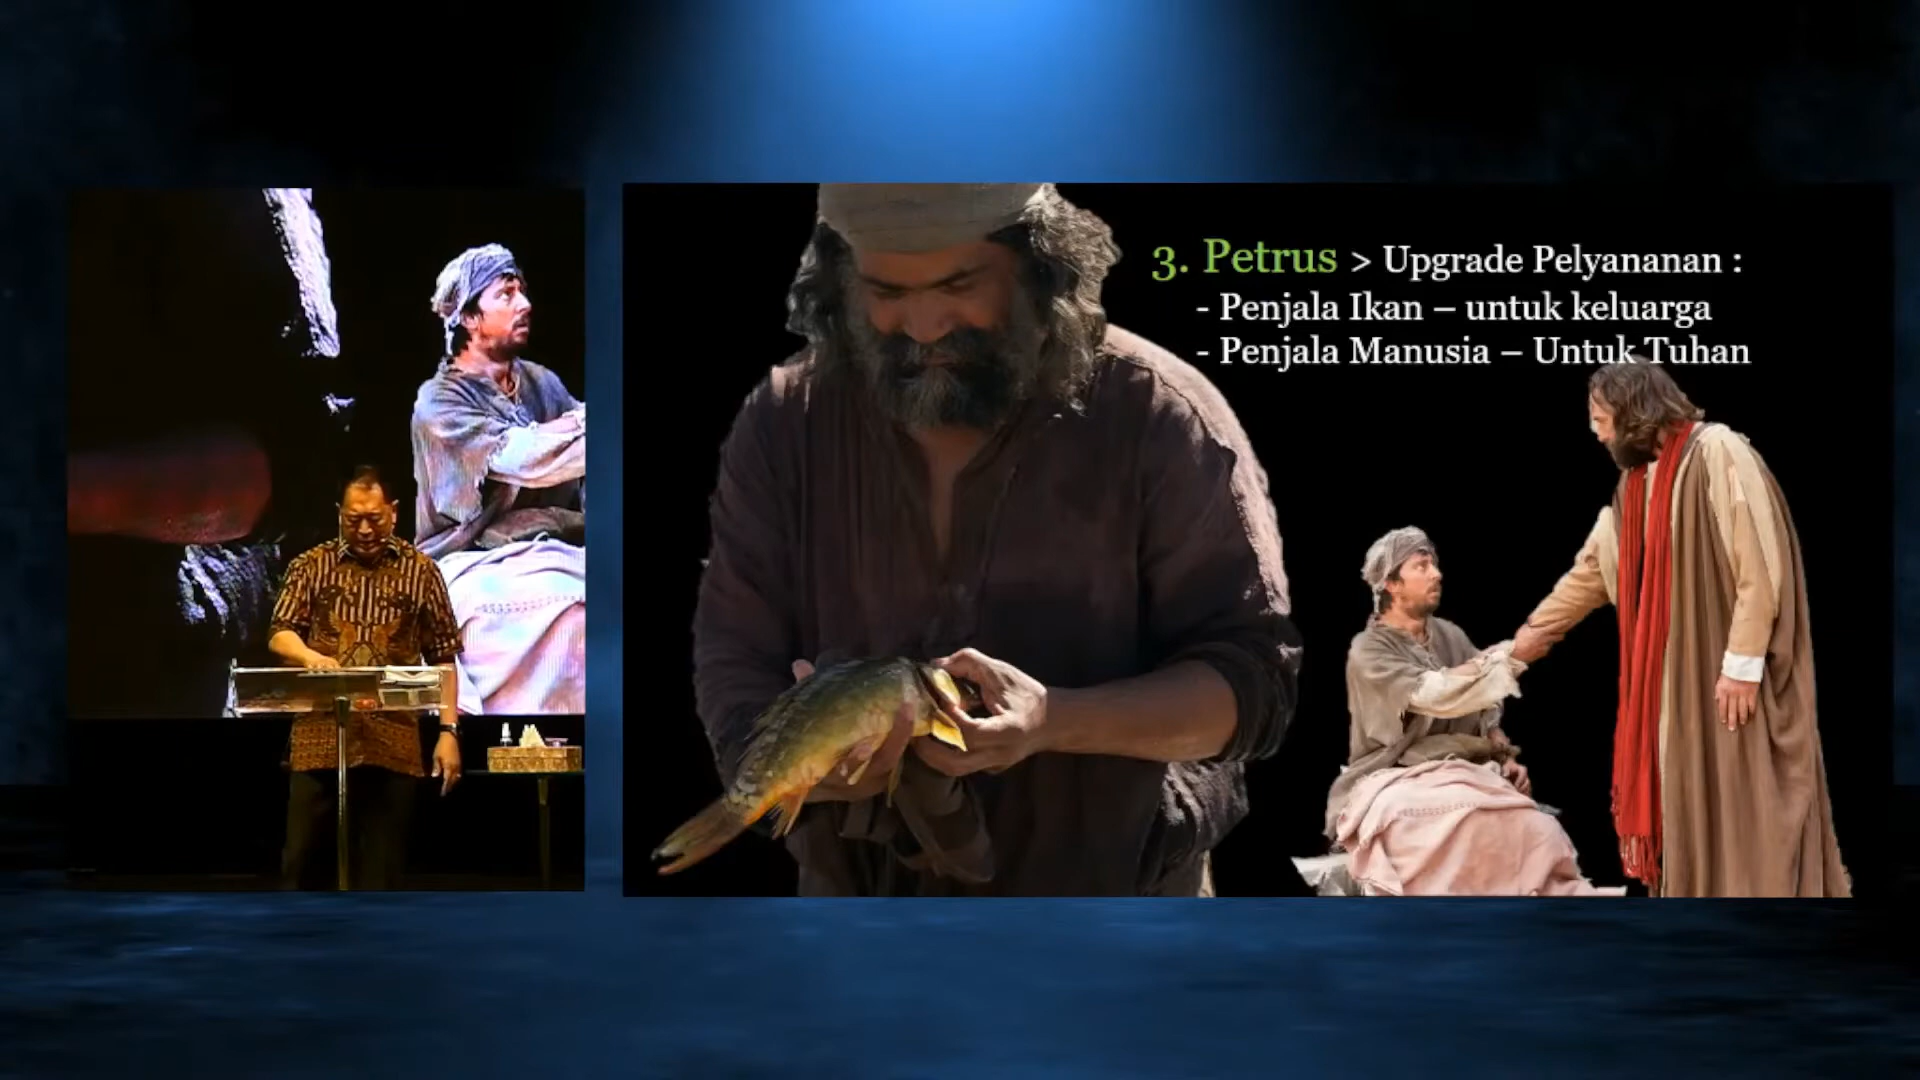 3. Petrus > Upgrade Pelyananan :
- Penjala Ikan – untuk keluarga
- Penjala Manusia – Untuk Tuhan